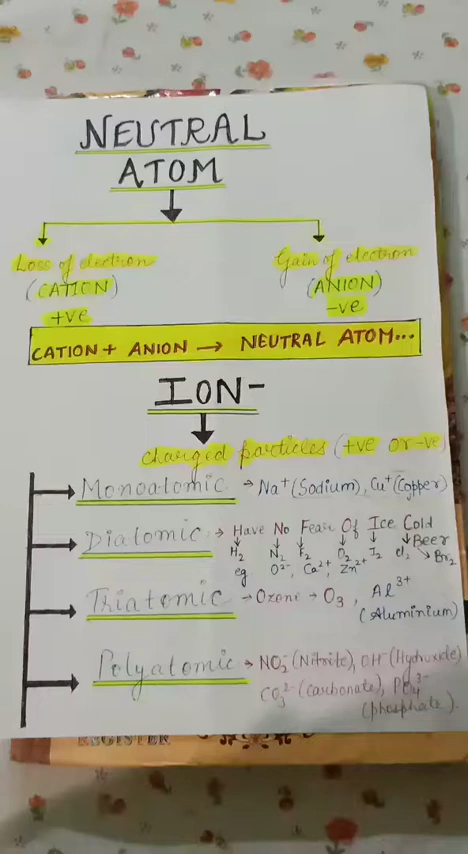 NEUTRAL
ATOM
Loss of electron
(CATION)
+ve
Gain of electron
(ANION)
-ve
CATION + ANION → NEUTRAL ATOM...
ION-
charged particles (+ve or -ve)
Monoatomic → Na⁺ (Sodium), Cu⁺ (Copper)
Diatomic → Have No Fear Of Ice Cold Beer
H₂ N₂ F₂ O₂ I₂ Cl₂ Br₂
eg O²⁻, Ca²⁺, Zn²⁺
Triatomic → Ozone → O₃, Al³⁺
(Aluminium)
Polyatomic → NO₂⁻ (Nitrite), OH⁻ (Hydroxide)
CO₃²⁻ (Carbonate), PO₄³⁻
(phosphate).
REGISTER